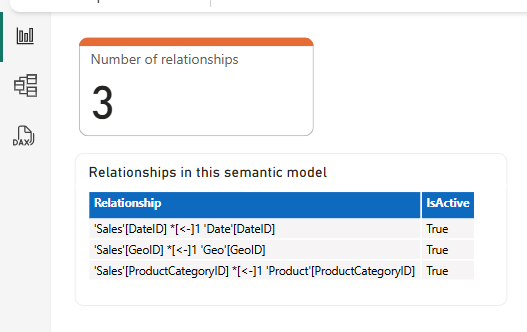 DAX
Number of relationships
3
Relationships in this semantic model
Relationship IsActive
'Sales'[DateID] *[<-]1 'Date'[DateID] True
'Sales'[GeoID] *[<-]1 'Geo'[GeoID] True
'Sales'[ProductCategoryID] *[<-]1 'Product'[ProductCategoryID] True